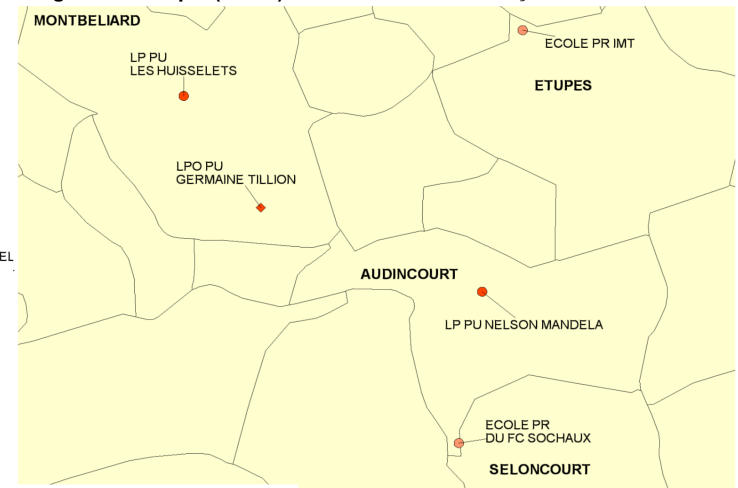 MONTBELIARD
ECOLE PR IMT
LP PU
LES HUISSELETS
ETUPES
LPO PU
GERMAINE TILLION
EL
AUDINCOURT
LP PU NELSON MANDELA
ECOLE PR
DU FC SOCHAUX
SELONCOURT